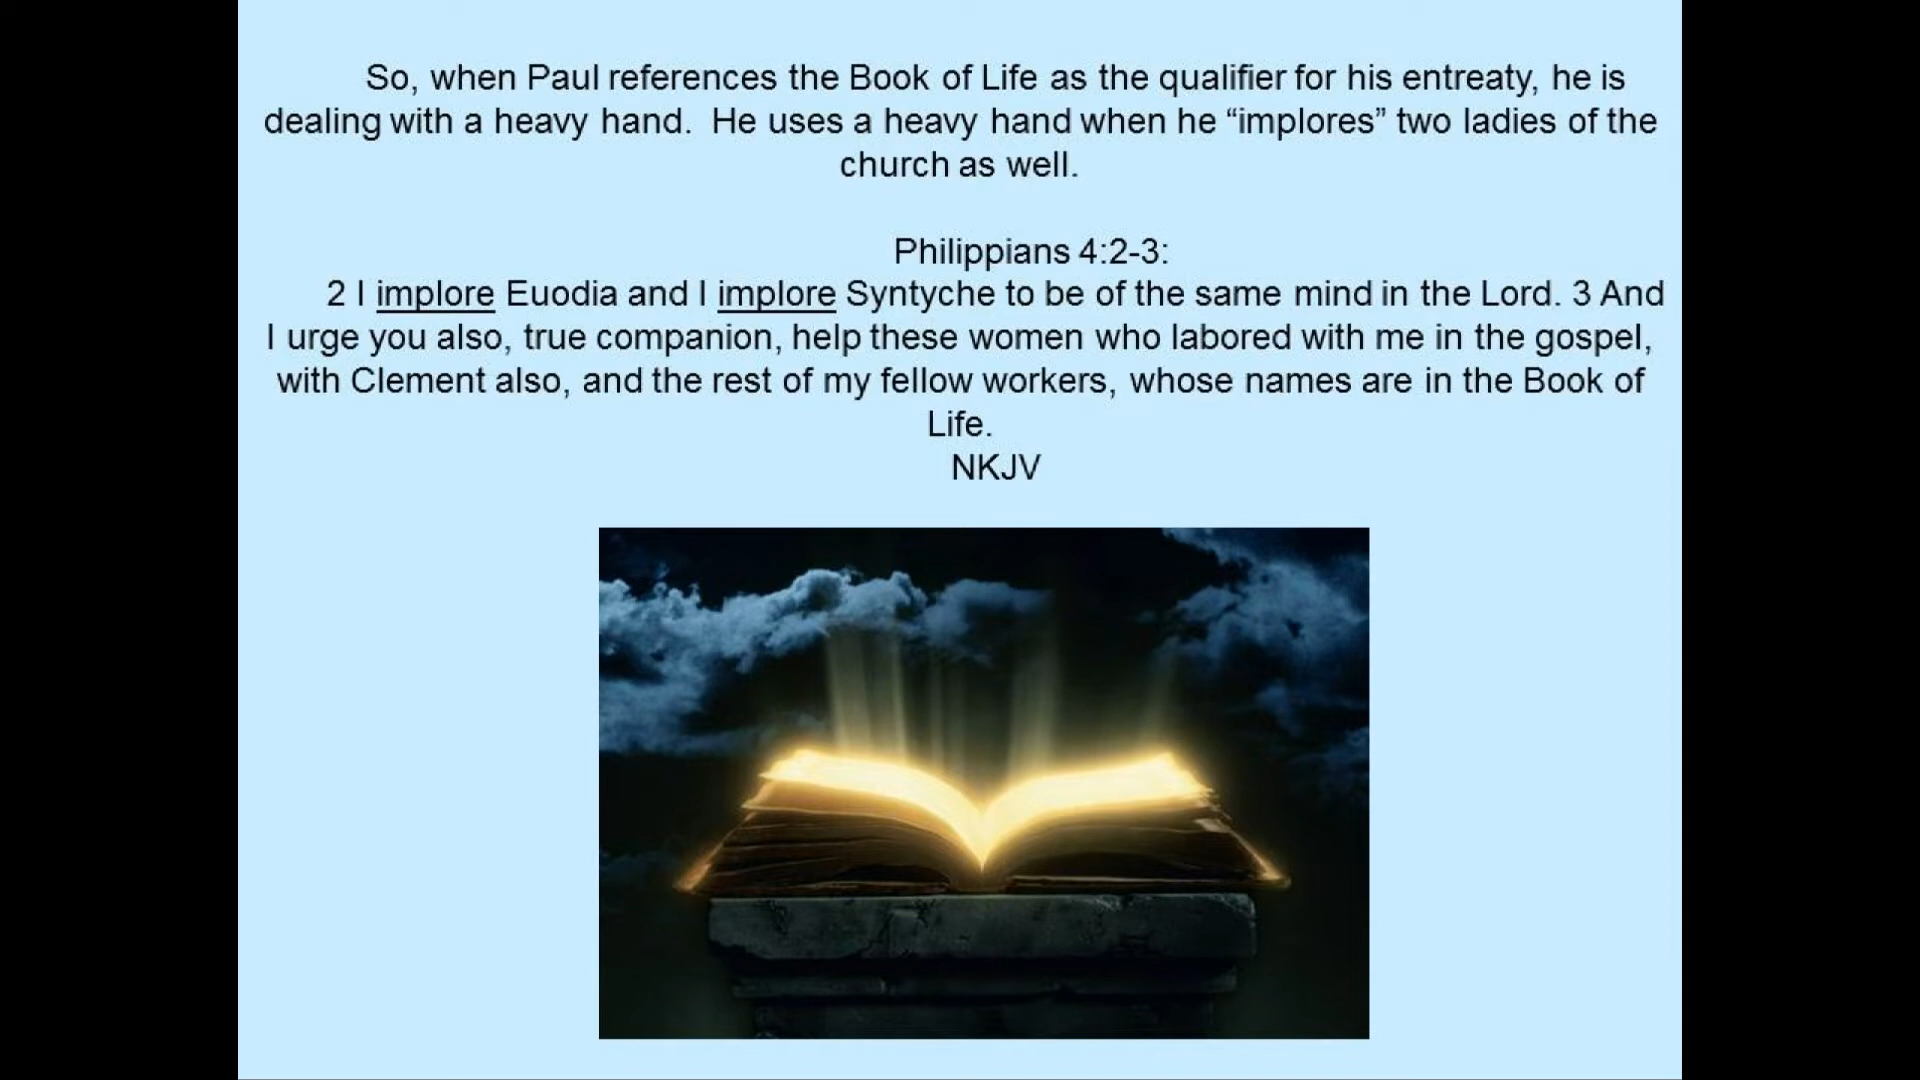 So, when Paul references the Book of Life as the qualifier for his entreaty, he is
dealing with a heavy hand.  He uses a heavy hand when he “implores” two ladies of the
church as well.
Philippians 4:2-3:
2 I implore Euodia and I implore Syntyche to be of the same mind in the Lord. 3 And
I urge you also, true companion, help these women who labored with me in the gospel,
with Clement also, and the rest of my fellow workers, whose names are in the Book of
Life.
NKJV